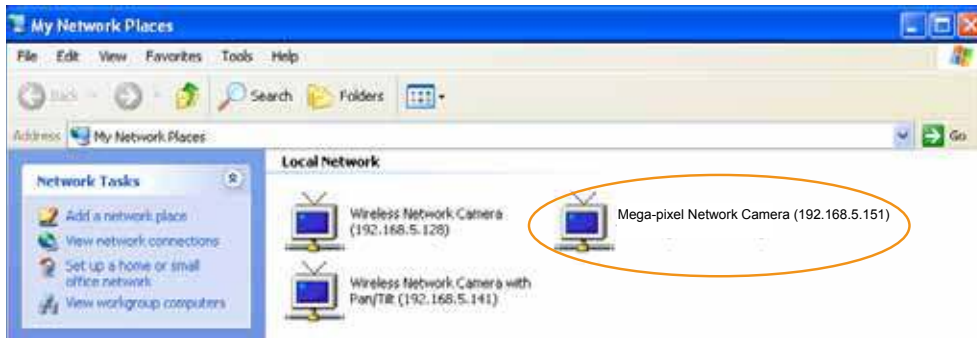 My Network Places
File Edit View Favorites Tools Help
Back Search Folders
Address My Network Places Go
Network Tasks
Add a network place
View network connections
Set up a home or small
office network
View workgroup computers
Local Network
Wireless Network Camera
(192.168.5.128)
Mega-pixel Network Camera (192.168.5.151)
Wireless Network Camera with
Pan/Tilt (192.168.5.141)